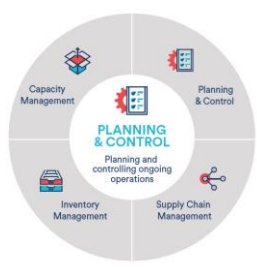 Capacity
Management
Planning
& Control
PLANNING
& CONTROL
Planning and
controlling ongoing
operations
Inventory
Management
Supply Chain
Management